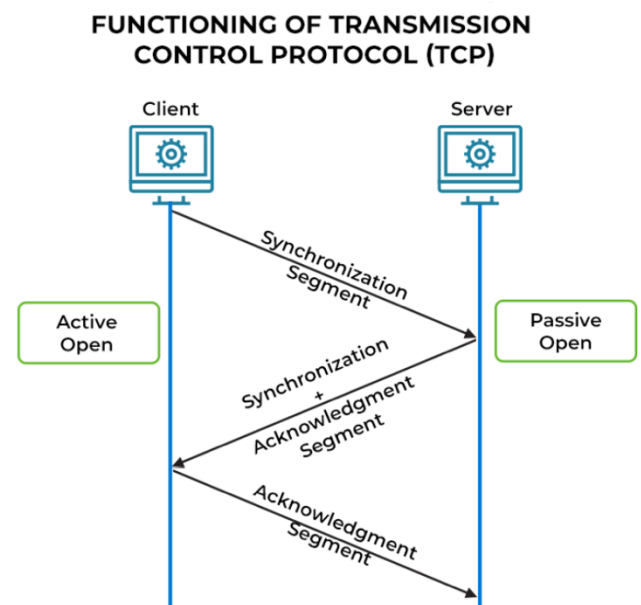 FUNCTIONING OF TRANSMISSION
CONTROL PROTOCOL (TCP)
Client
Server
Synchronization
Segment
Active
Open
Passive
Open
Synchronization
+
Acknowledgment
Segment
Acknowledgment
Segment